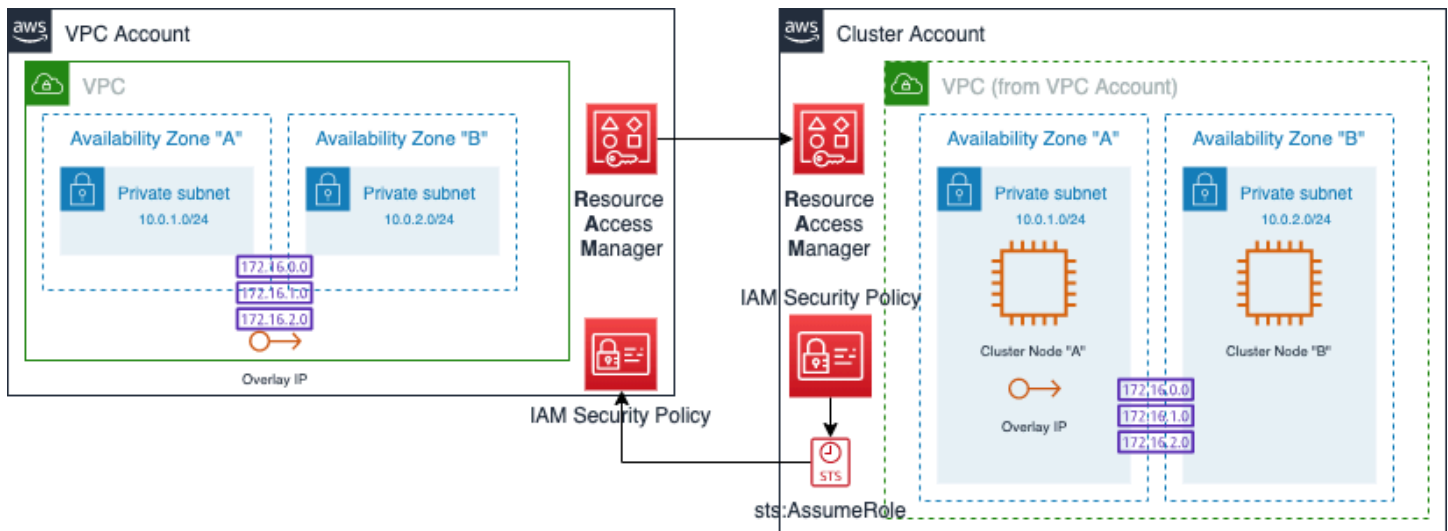 aws
VPC Account
VPC
Availability Zone "A"
Availability Zone "B"
Private subnet
10.0.1.0/24
Private subnet
10.0.2.0/24
172.16.0.0
172.16.1.0
172.16.2.0
Overlay IP
Resource
Access
Manager
IAM Security Policy
aws
Cluster Account
Resource
Access
Manager
IAM Security Policy
STS
sts:AssumeRole
VPC (from VPC Account)
Availability Zone "A"
Availability Zone "B"
Private subnet
10.0.1.0/24
Private subnet
10.0.2.0/24
Cluster Node "A"
Cluster Node "B"
Overlay IP
172.16.0.0
172.16.1.0
172.16.2.0